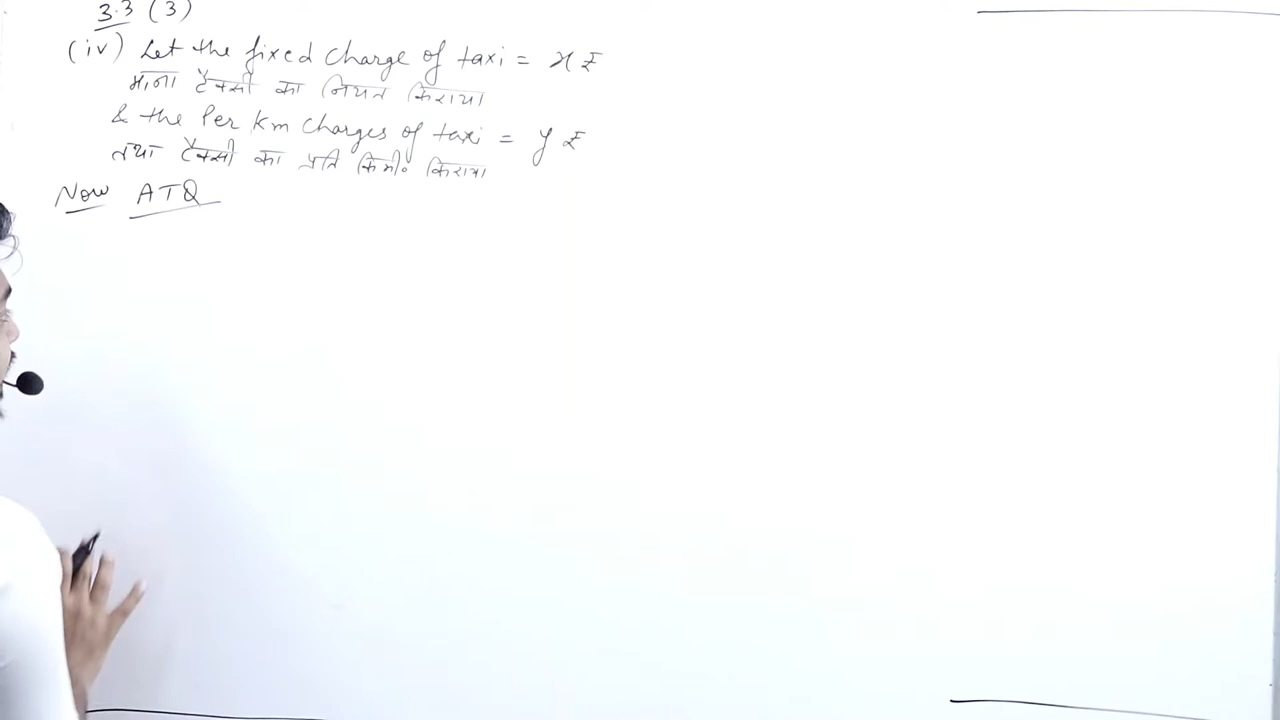 3.3 (3)
(iv) Let the fixed charge of taxi = x ₹
माना टैक्सी का नियत किराया
& the Per Km Charges of taxi = y ₹
तथा टैक्सी का प्रति किमी० किराया
Now ATQ